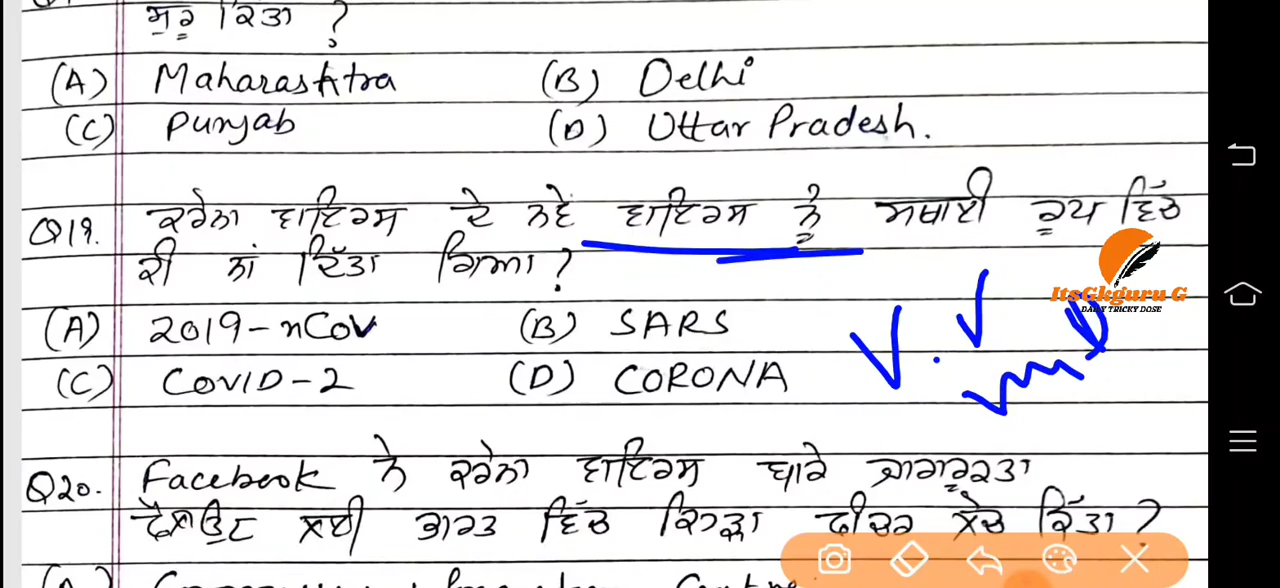 ਸ਼ੁਰੂ ਕਿਤਾ ?
(A) Maharashtra (B) Delhi
(C) Punjab (D) Uttar Pradesh.
Q19. ਕਰੋਨਾ ਵਾਇਰਸ ਦੇ ਨਵੇਂ ਵਾਇਰਸ ਨੂੰ ਅਸਥਾਈ ਰੂਪ ਵਿੱਚ
ਕੀ ਨਾਂ ਦਿੱਤਾ ਗਿਆ ?
(A) 2019-nCoV (B) SARS
(C) COVID-2 (D) CORONA
V. V
Imp
ItsGkguru G
DAILY TRICKY DOSE
Q20. Facebook ਨੇ ਕਰੋਨਾ ਵਾਇਰਸ ਬਾਰੇ ਜਾਗਰੂਕਤਾ
ਫੈਲਾਉਣ ਲਈ ਭਾਰਤ ਵਿੱਚ ਕਿਹੜਾ ਫੀਚਰ ਲੌਂਚ ਕਿੱਤਾ ?